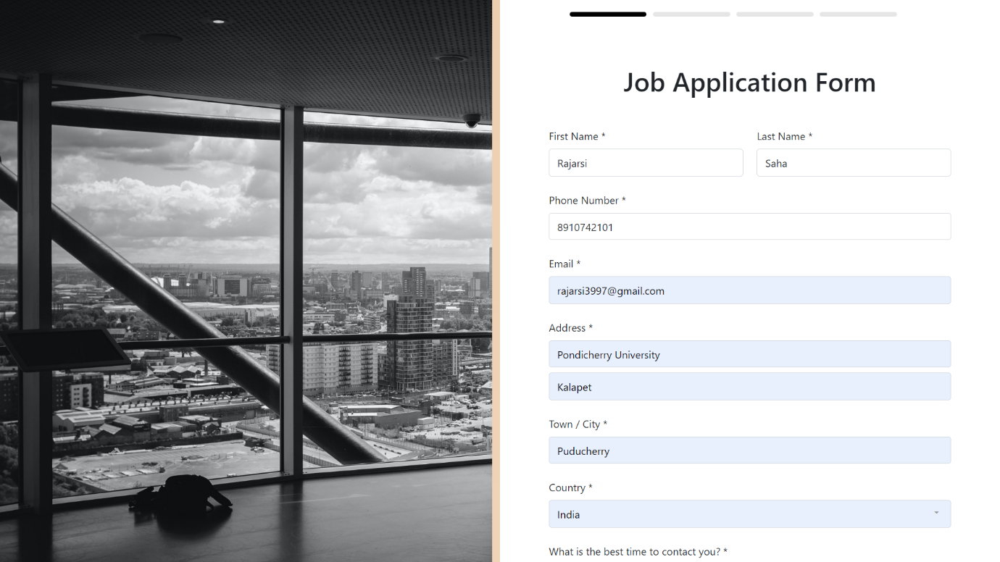 Job Application Form
First Name * Last Name *
Rajarsi Saha
Phone Number *
8910742101
Email *
rajarsi3997@gmail.com
Address *
Pondicherry University
Kalapet
Town / City *
Puducherry
Country *
India
What is the best time to contact you? *